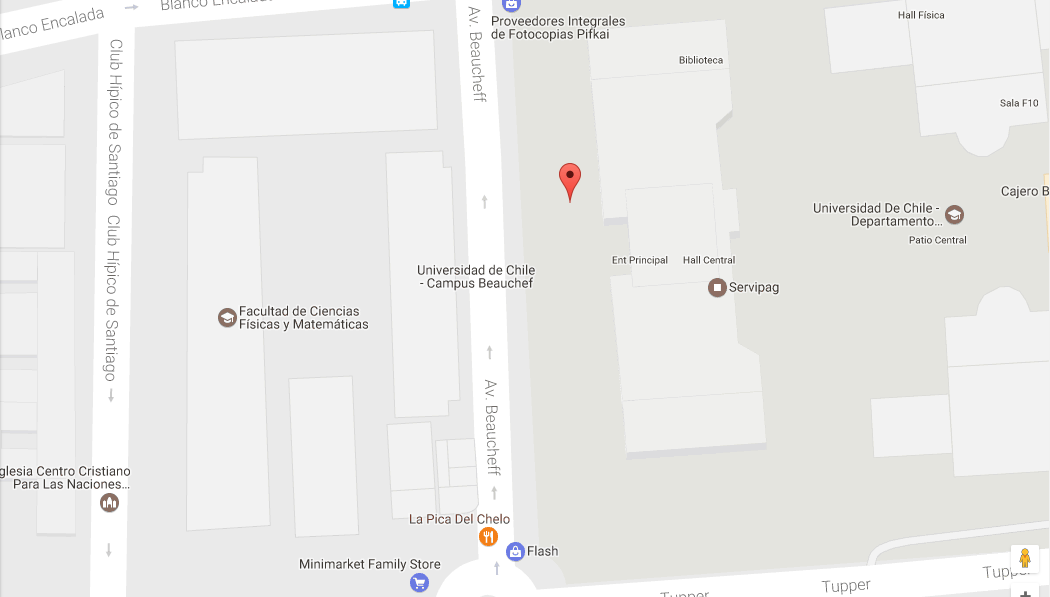 Blanco Encalada
Proveedores Integrales
de Fotocopias Pifkai
Hall Física
Biblioteca
Sala F10
Club Hípico de Santiago
Club Hípico de Santiago
Av. Beaucheff
Cajero B
Universidad De Chile -
Departamento...
Patio Central
Ent Principal
Hall Central
Universidad de Chile
- Campus Beauchef
Servipag
Facultad de Ciencias
Físicas y Matemáticas
Av. Beaucheff
glesia Centro Cristiano
Para Las Naciones...
La Pica Del Chelo
Flash
Minimarket Family Store
Tupper
Tupper
Tupper